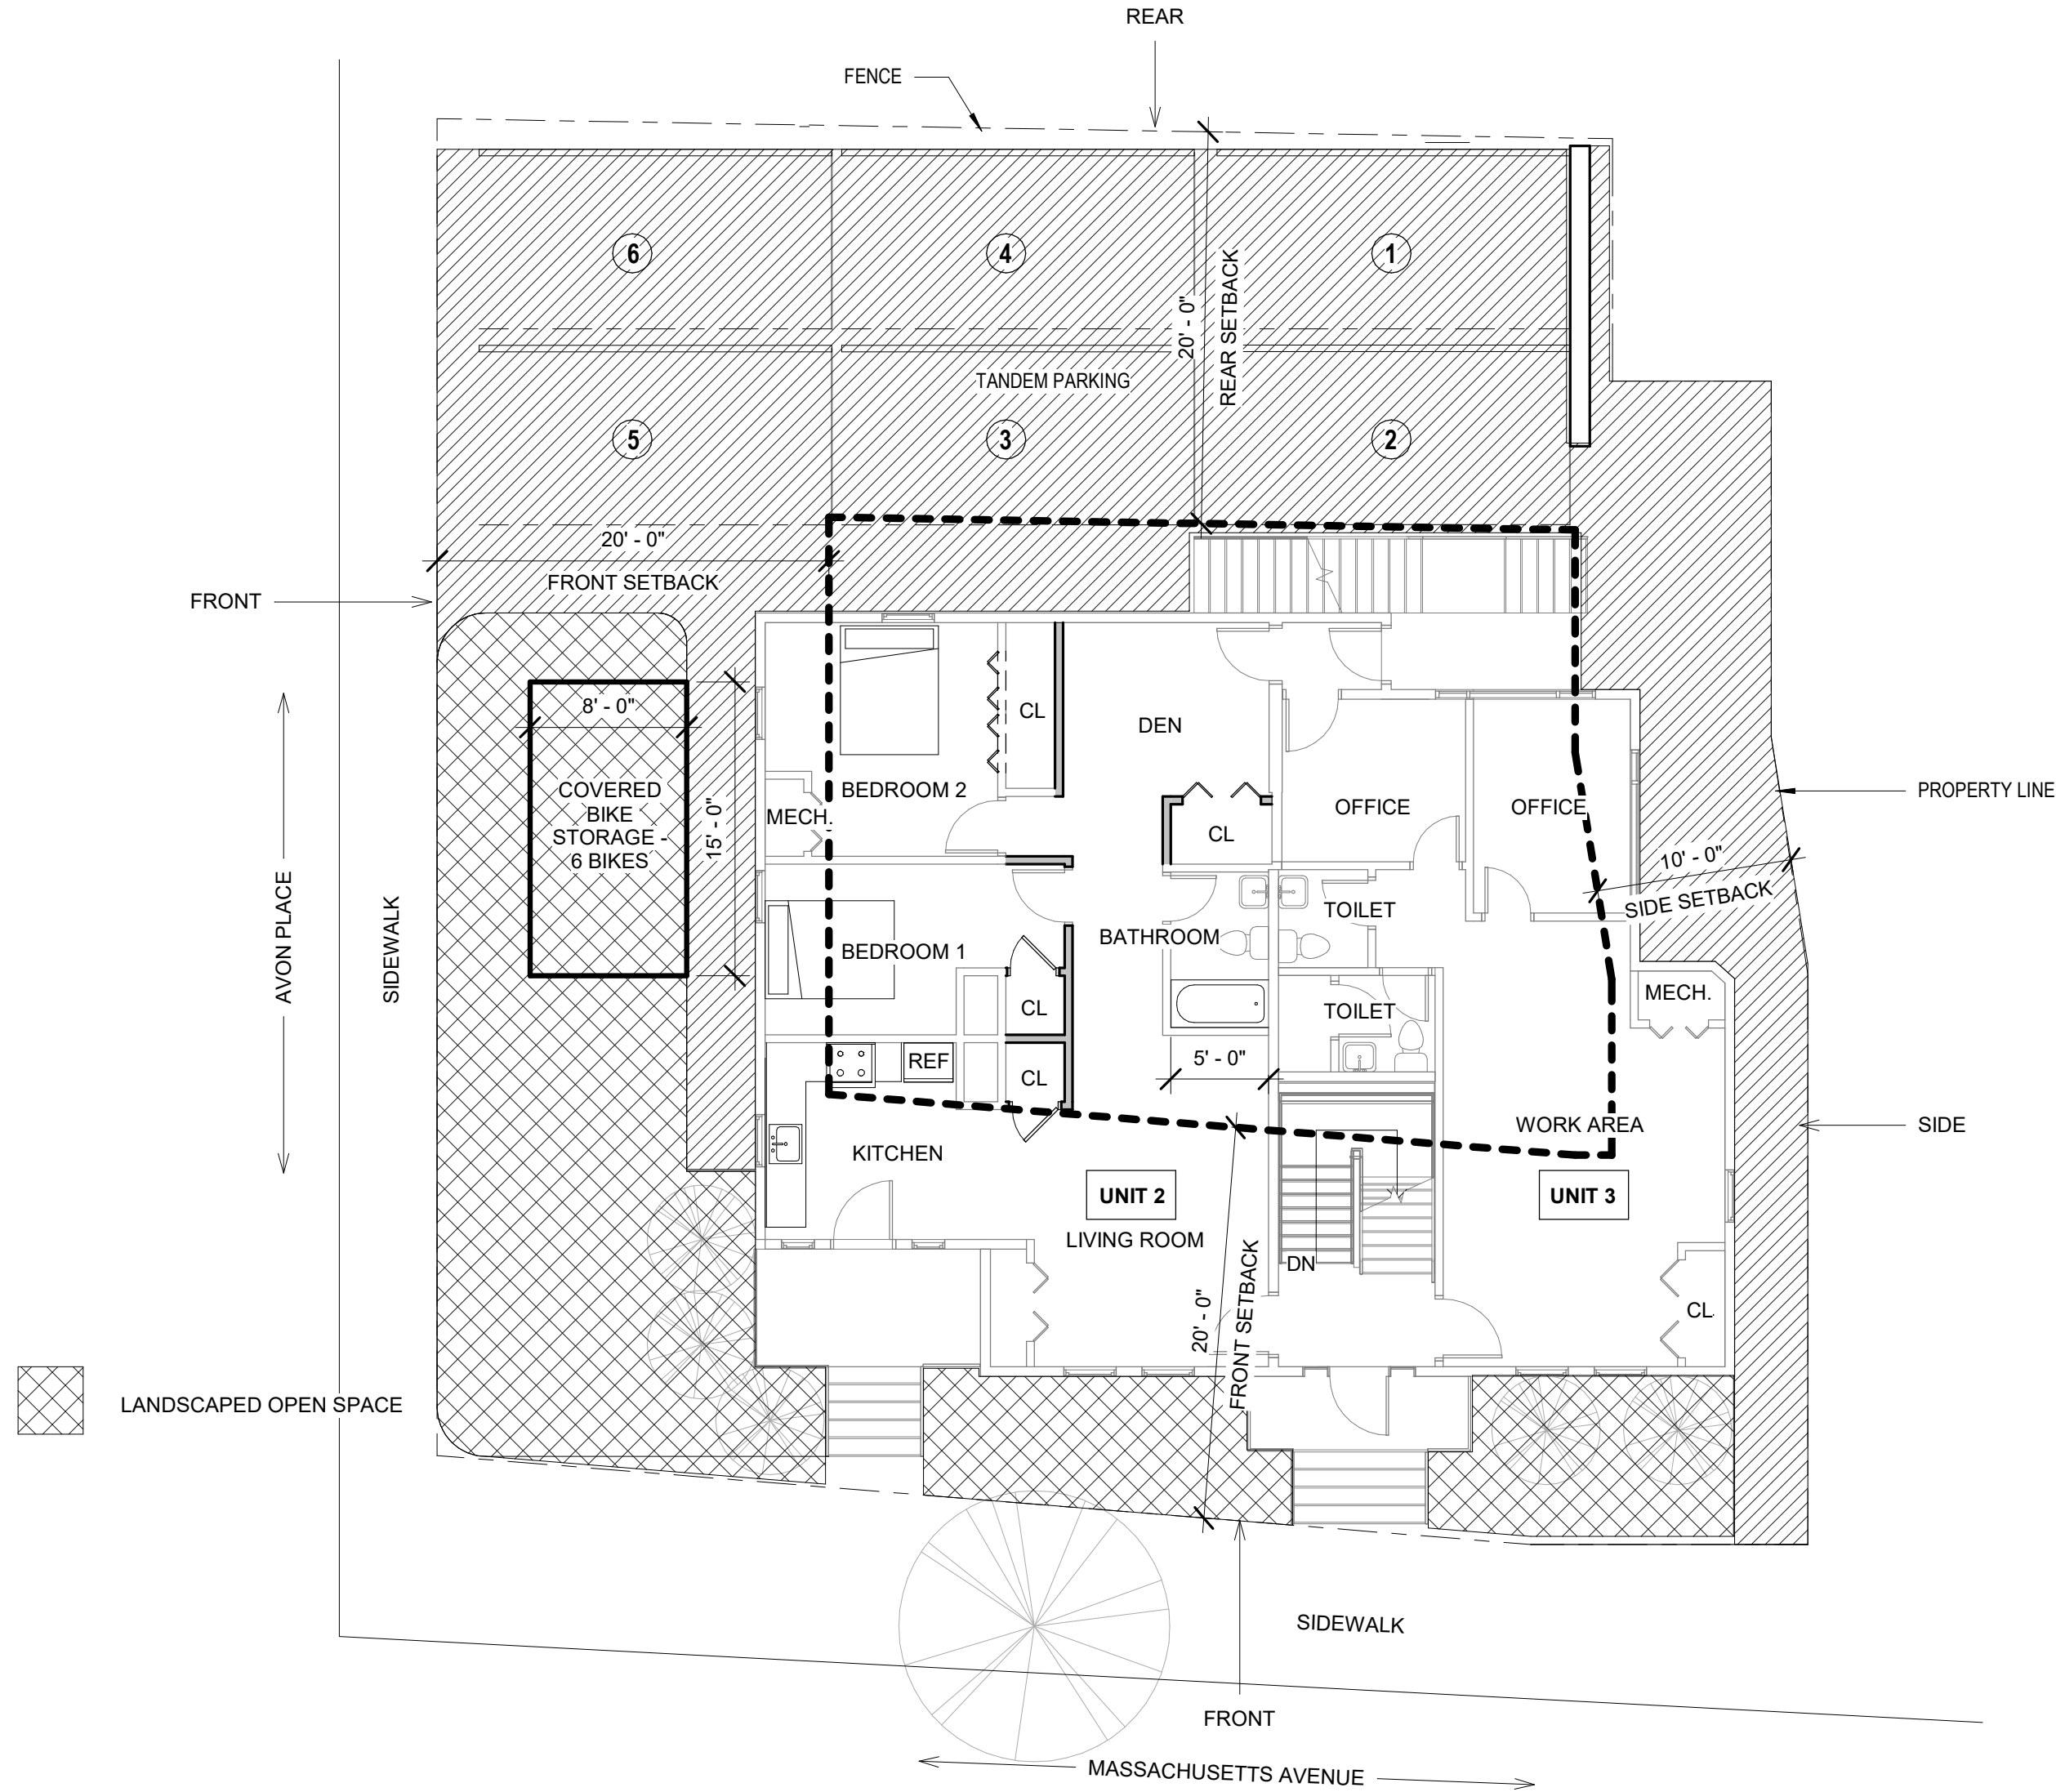 REAR
FENCE
6
4
1
20' - 0"
REAR SETBACK
TANDEM PARKING
5
3
2
20' - 0"
FRONT SETBACK
FRONT
8' - 0"
CL
DEN
COVERED
BIKE
STORAGE -
6 BIKES
15' - 0"
BEDROOM 2
MECH.
CL
OFFICE
OFFICE
PROPERTY LINE
10' - 0"
SIDE SETBACK
AVON PLACE
SIDEWALK
TOILET
BATHROOM
BEDROOM 1
CL
TOILET
MECH.
REF
CL
5' - 0"
WORK AREA
SIDE
KITCHEN
UNIT 2
UNIT 3
LIVING ROOM
DN
20' - 0"
FRONT SETBACK
CL
LANDSCAPED OPEN SPACE
SIDEWALK
FRONT
MASSACHUSETTS AVENUE